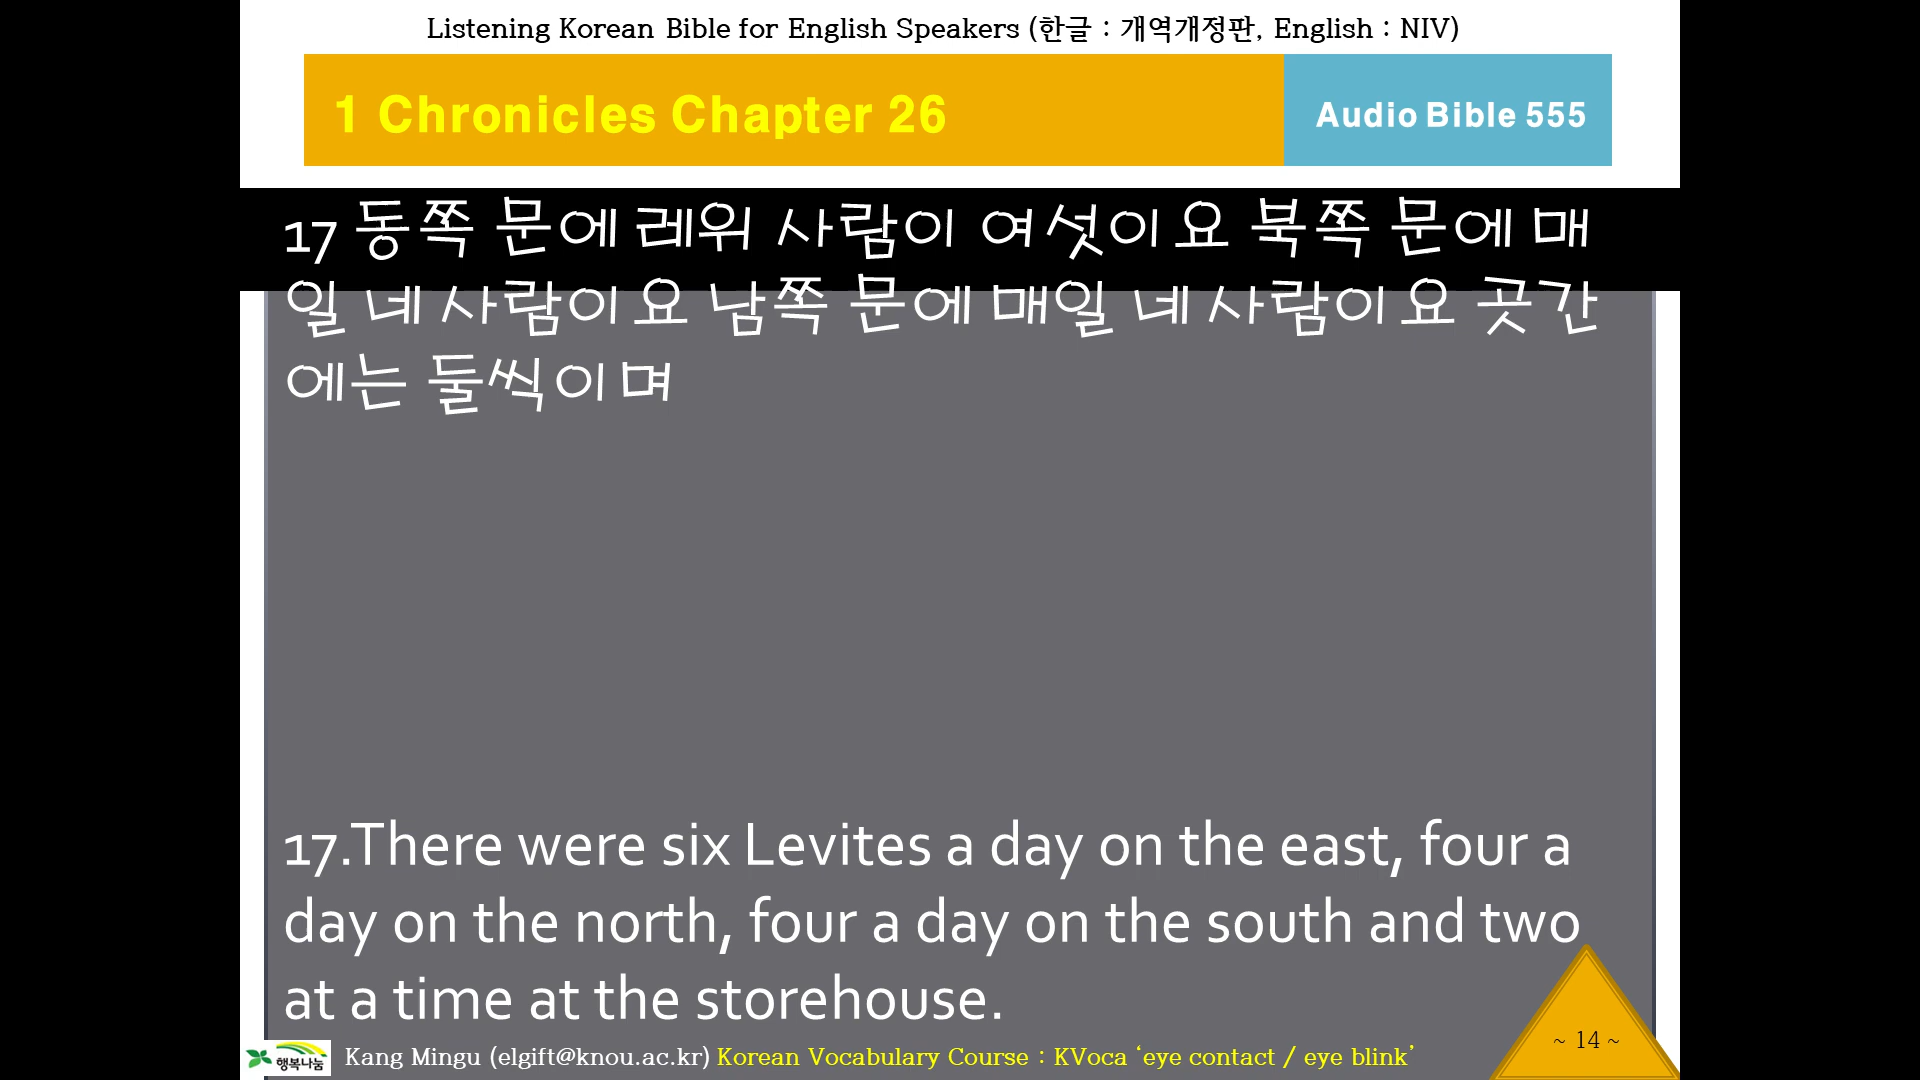 Listening Korean Bible for English Speakers (한글 : 개역개정판, English : NIV)
1 Chronicles Chapter 26
Audio Bible 555
17 동쪽 문에 레위 사람이 여섯이요 북쪽 문에 매
일 네 사람이요 남쪽 문에 매일 네 사람이요 곳간
에는 둘씩이며
17.There were six Levites a day on the east, four a
day on the north, four a day on the south and two
at a time at the storehouse.
~ 14 ~
행복나눔
Kang Mingu (elgift@knou.ac.kr) Korean Vocabulary Course : KVoca ‘eye contact / eye blink’